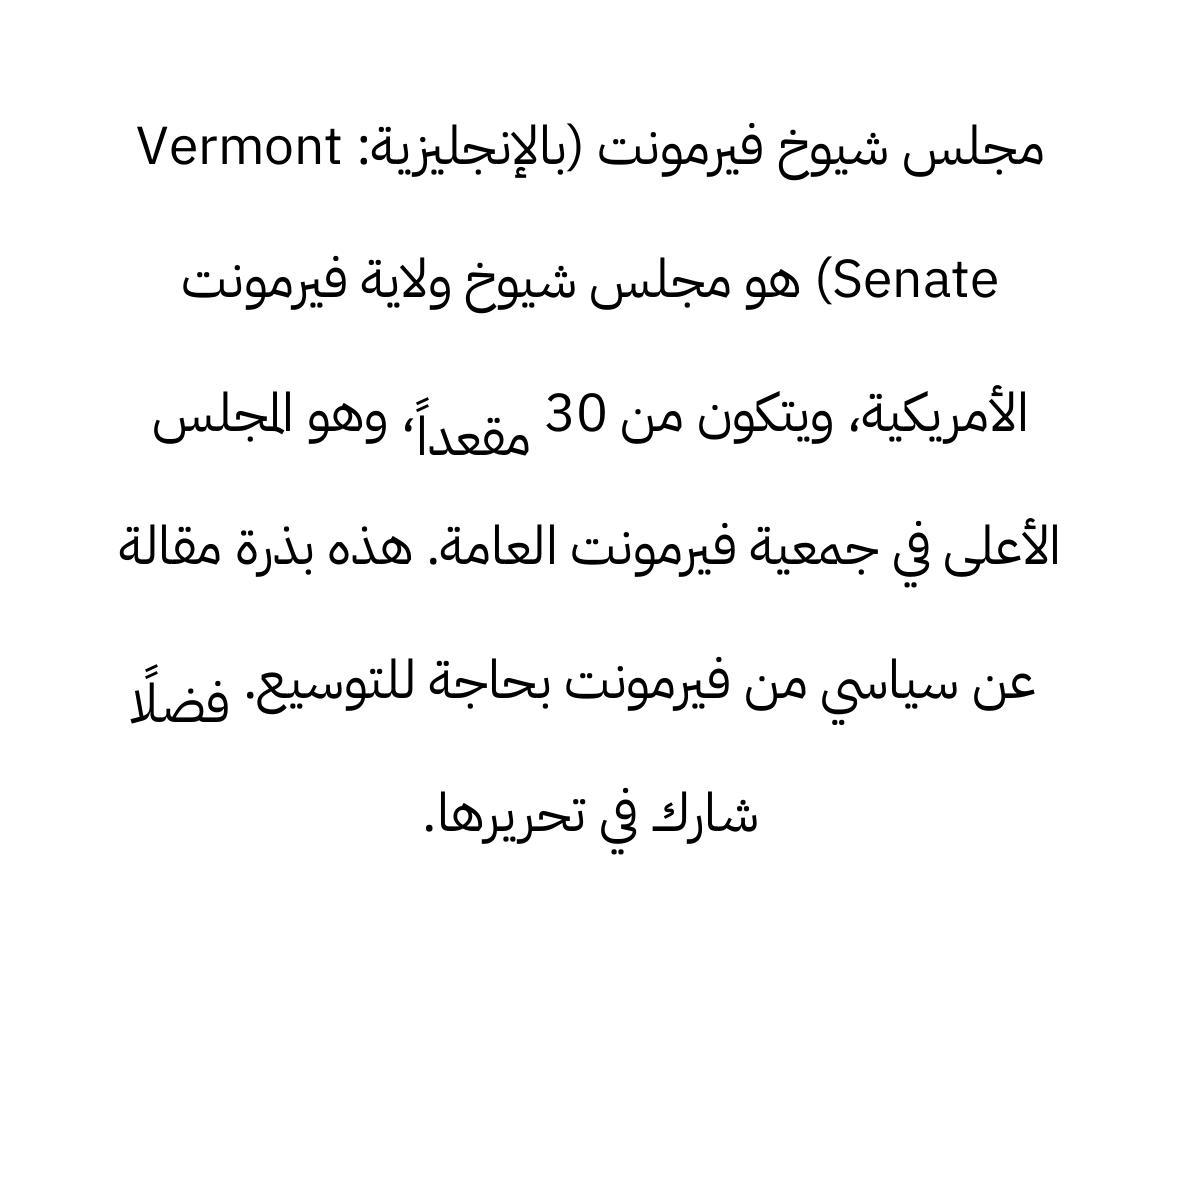 مجلس شيوخ فيرمونت (بالإنجليزية: Vermont
Senate) هو مجلس شيوخ ولاية فيرمونت
الأمريكية، ويتكون من 30 مقعداً، وهو المجلس
الأعلى في جمعية فيرمونت العامة. هذه بذرة مقالة
عن سياسي من فيرمونت بحاجة للتوسيع. فضلًا
شارك في تحريرها.